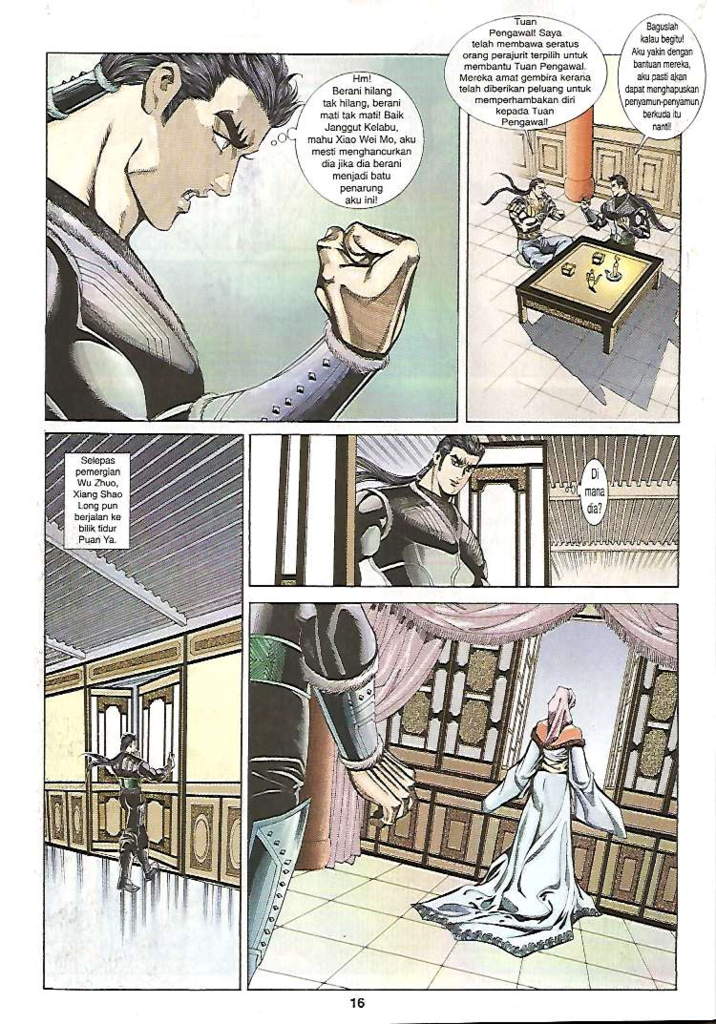 Hm!
Berani hilang
tak hilang, berani
mati tak mati! Baik
Janggut Kelabu,
mahu Xiao Wei Mo, aku
mesti menghancurkan
dia jika dia berani
menjadi batu
penarung
aku ini!
Tuan
Pengawal! Saya
telah membawa seratus
orang perajurit terpilih untuk
membantu Tuan Pengawal.
Mereka amat gembira kerana
telah diberikan peluang untuk
memperhambakan diri
kepada Tuan
Pengawal!
Baguslah
kalau begitu!
Aku yakin dengan
bantuan mereka,
aku pasti akan
dapat menghapuskan
penyamun-penyamun
berkuda itu
nanti!
Selepas
pemergian
Wu Zhuo,
Xiang Shao
Long pun
berjalan ke
bilik tidur
Puan Ya.
Di
mana
dia?
16